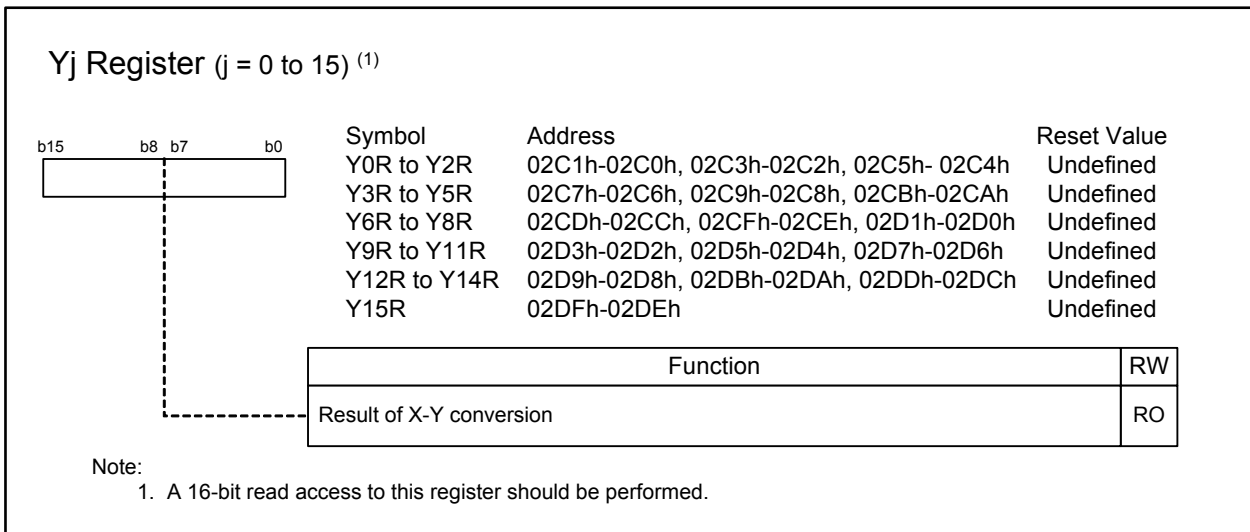 Yj Register (j = 0 to 15) (1)
b15 b8 b7 b0
Symbol Address Reset Value
Y0R to Y2R 02C1h-02C0h, 02C3h-02C2h, 02C5h- 02C4h Undefined
Y3R to Y5R 02C7h-02C6h, 02C9h-02C8h, 02CBh-02CAh Undefined
Y6R to Y8R 02CDh-02CCh, 02CFh-02CEh, 02D1h-02D0h Undefined
Y9R to Y11R 02D3h-02D2h, 02D5h-02D4h, 02D7h-02D6h Undefined
Y12R to Y14R 02D9h-02D8h, 02DBh-02DAh, 02DDh-02DCh Undefined
Y15R 02DFh-02DEh Undefined
Function RW
Result of X-Y conversion RO
Note:
1. A 16-bit read access to this register should be performed.